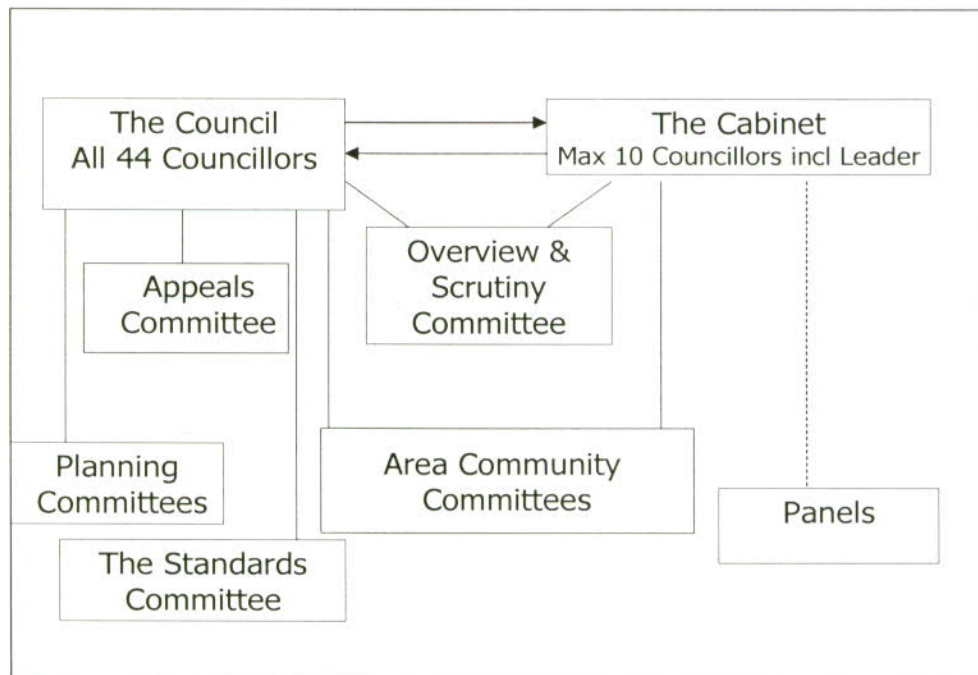 The Council
All 44 Councillors
The Cabinet
Max 10 Councillors incl Leader
Appeals
Committee
Overview &
Scrutiny
Committee
Planning
Committees
Area Community
Committees
Panels
The Standards
Committee